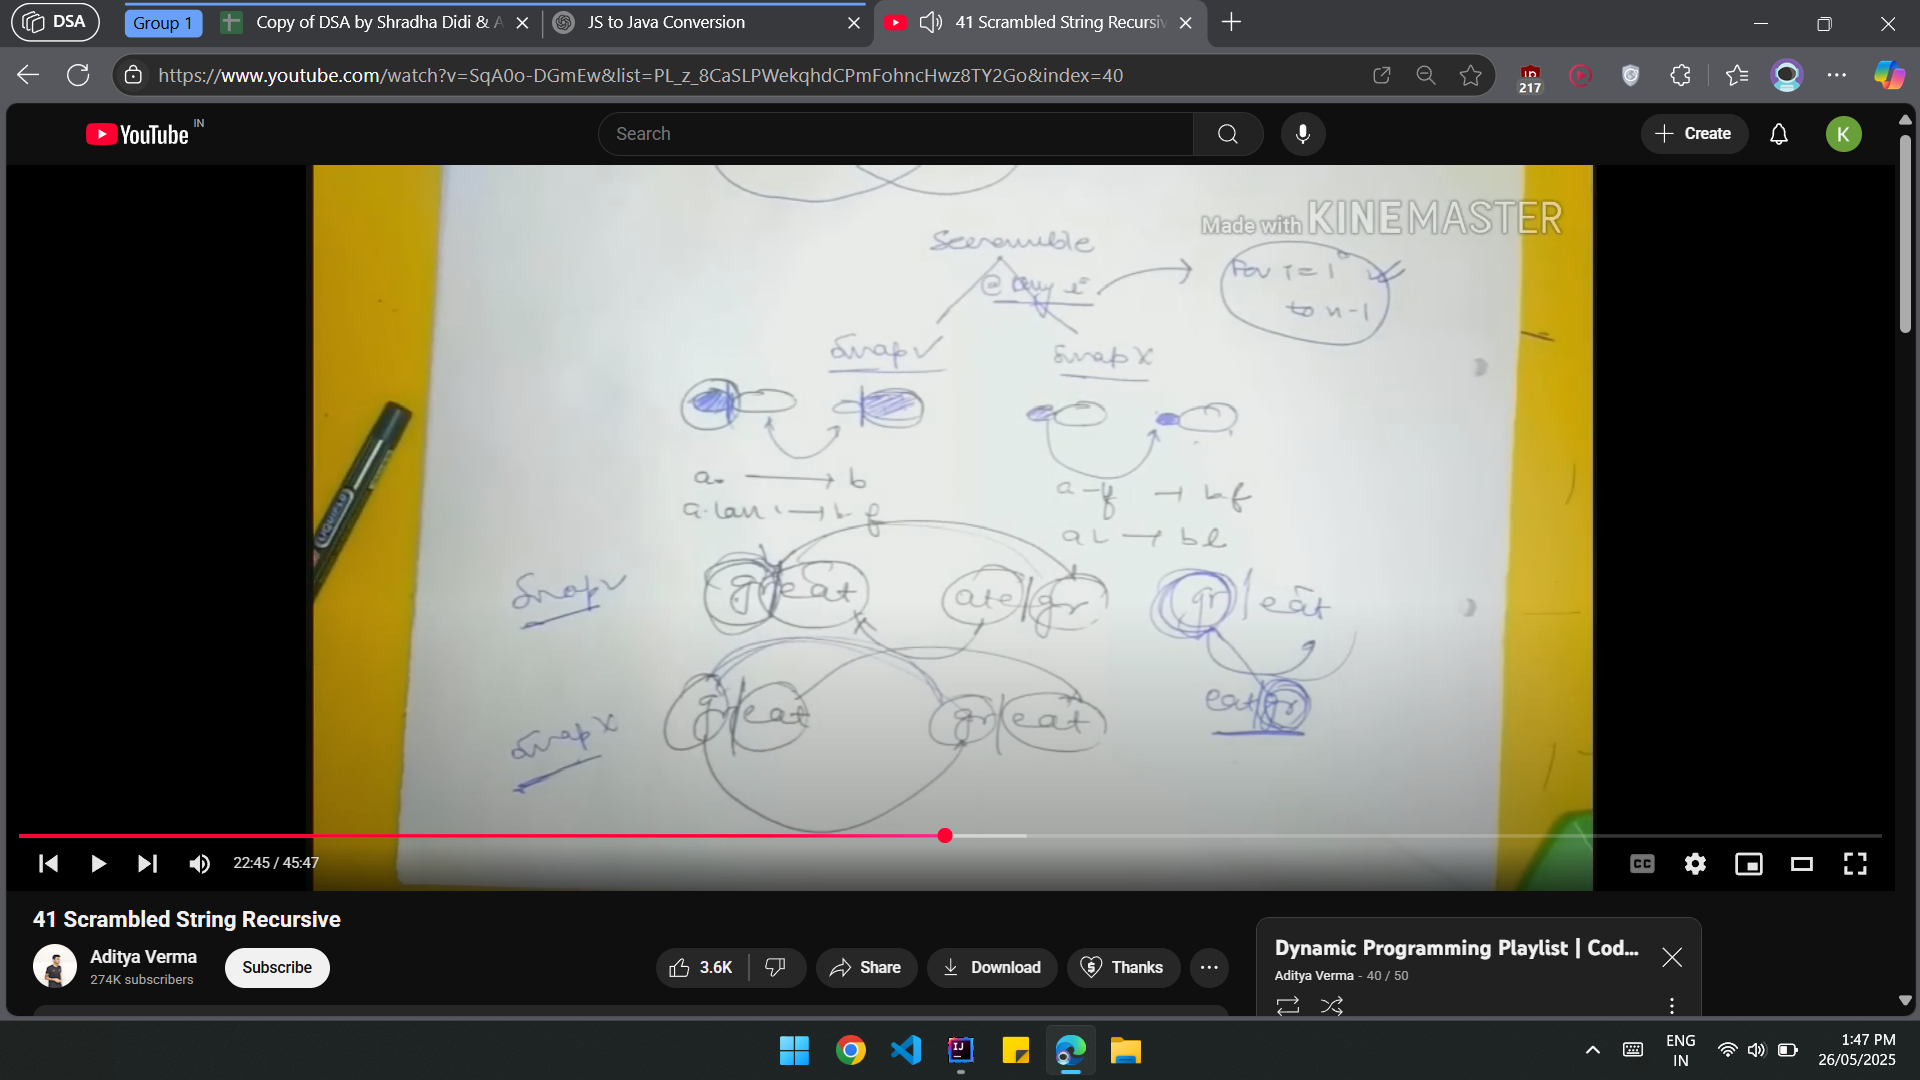 DSA
Group 1
Copy of DSA by Shradha Didi & A
JS to Java Conversion
41 Scrambled String Recursiv
https://www.youtube.com/watch?v=SqA0o-DGmEw&list=PL_z_8CaSLPWekqhdCPmFohncHwz8TY2Go&index=40
217
YouTube IN
Search
Create
K
Made with KINEMASTER
@ any i
For i = 1
to n-1
Swap ✓
Swap X
a → b
→ b f
a-f → b-f
a L → b l
Swap ✓
gr eat
ate | gr
gr | eat
Swap X
gr | eat
gr | eat
eat | gr
UNIFLO
22:45 / 45:47
CC
41 Scrambled String Recursive
Aditya Verma
274K subscribers
Subscribe
3.6K
Share
Download
Thanks
Dynamic Programming Playlist | Cod...
Aditya Verma - 40 / 50
IJ
ENG
IN
1:47 PM
26/05/2025